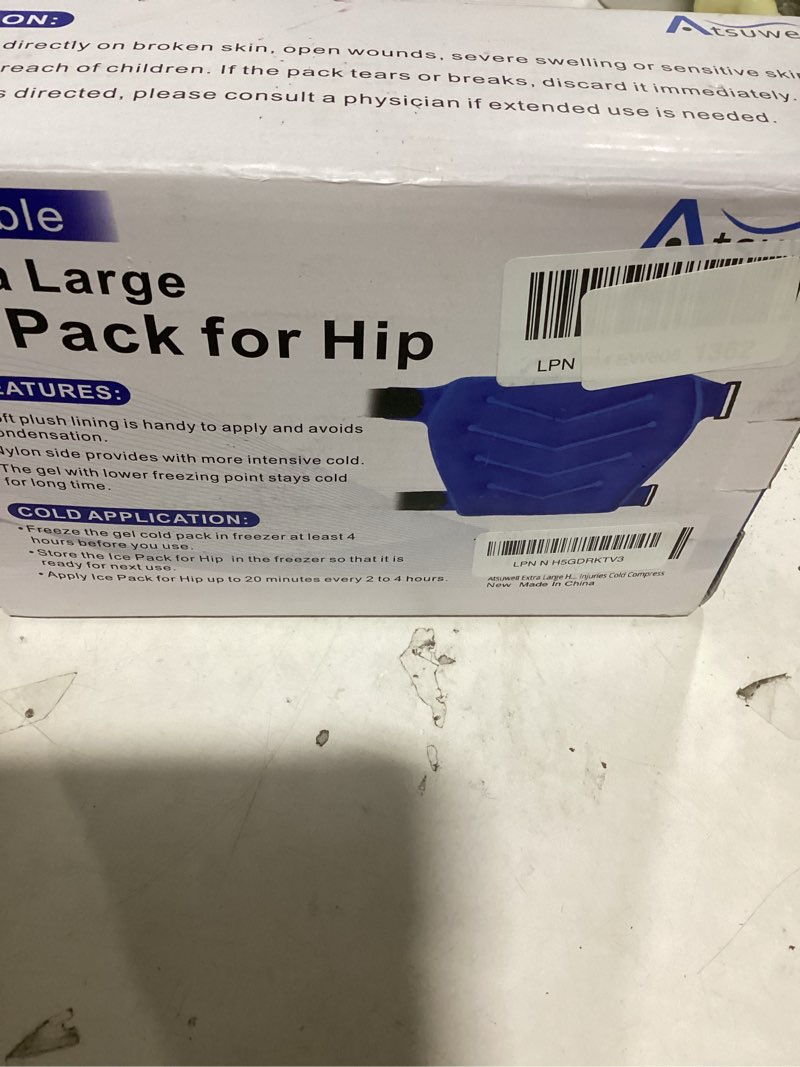 ON:
Atsuwe
directly on broken skin, open wounds, severe swelling or sensitive skin
reach of children. If the pack tears or breaks, discard it immediately.
s directed, please consult a physician if extended use is needed.
ble
a Large
Pack for Hip
LPN
EATURES:
oft plush lining is handy to apply and avoids
ondensation.
Nylon side provides with more intensive cold.
The gel with lower freezing point stays cold
for long time.
COLD APPLICATION:
•Freeze the gel cold pack in freezer at least 4
hours before you use.
•Store the Ice Pack for Hip in the freezer so that it is
ready for next use.
•Apply Ice Pack for Hip up to 20 minutes every 2 to 4 hours.
LPN N H5GDRKTV3
Atsuwell Extra Large H... Injuries Cold Compress
New Made In China